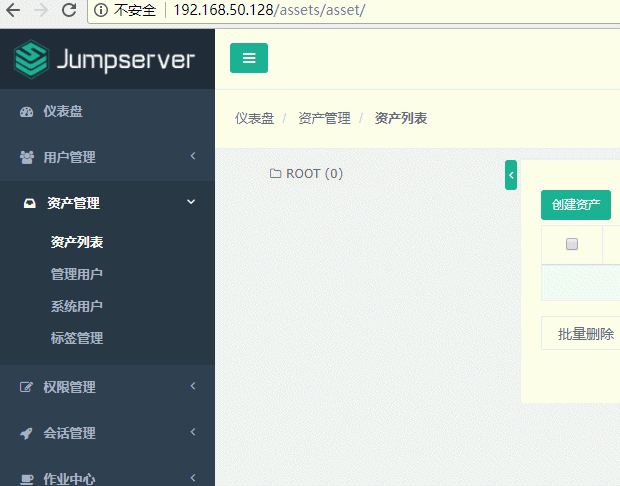 不安全 192.168.50.128/assets/asset/
Jumpserver
仪表盘
用户管理
资产管理
资产列表
管理用户
系统用户
标签管理
权限管理
会话管理
作业中心
仪表盘 / 资产管理 / 资产列表
ROOT (0)
创建资产
批量删除